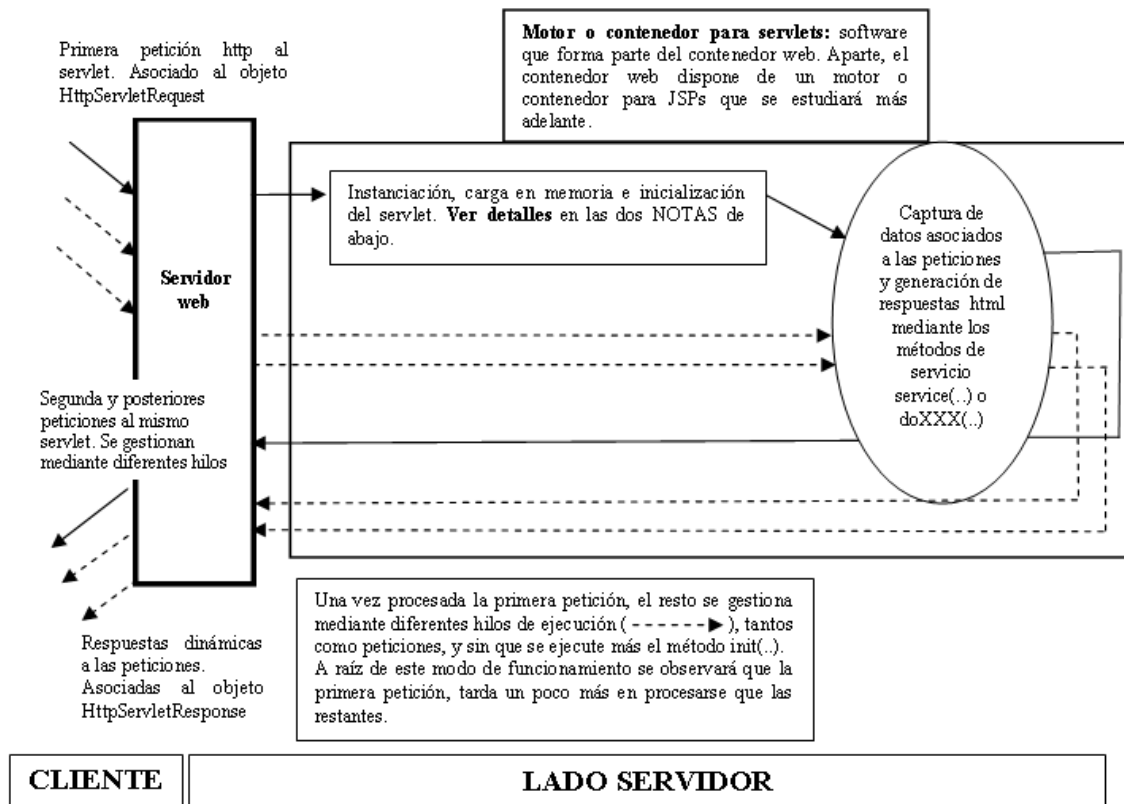 Primera petición http al
servlet. Asociado al objeto
HttpServletRequest
Motor o contenedor para servlets: software
que forma parte del contenedor web. Aparte, el
contenedor web dispone de un motor o
contenedor para JSPs que se estudiará más
adelante.
Instanciación, carga en memoria e inicialización
del servlet. Ver detalles en las dos NOTAS de
abajo.
Captura de
datos asociados
a las peticiones
y generación de
respuestas html
mediante los
métodos de
servicio
service(..) o
doXXX(..)
Servidor
web
Segunda y posteriores
peticiones al mismo
servlet. Se gestionan
mediante diferentes hilos
Respuestas dinámicas
a las peticiones.
Asociadas al objeto
HttpServletResponse
Una vez procesada la primera petición, el resto se gestiona
mediante diferentes hilos de ejecución ( ), tantos
como peticiones, y sin que se ejecute más el método init(..).
A raíz de este modo de funcionamiento se observará que la
primera petición, tarda un poco más en procesarse que las
restantes.
CLIENTE
LADO SERVIDOR